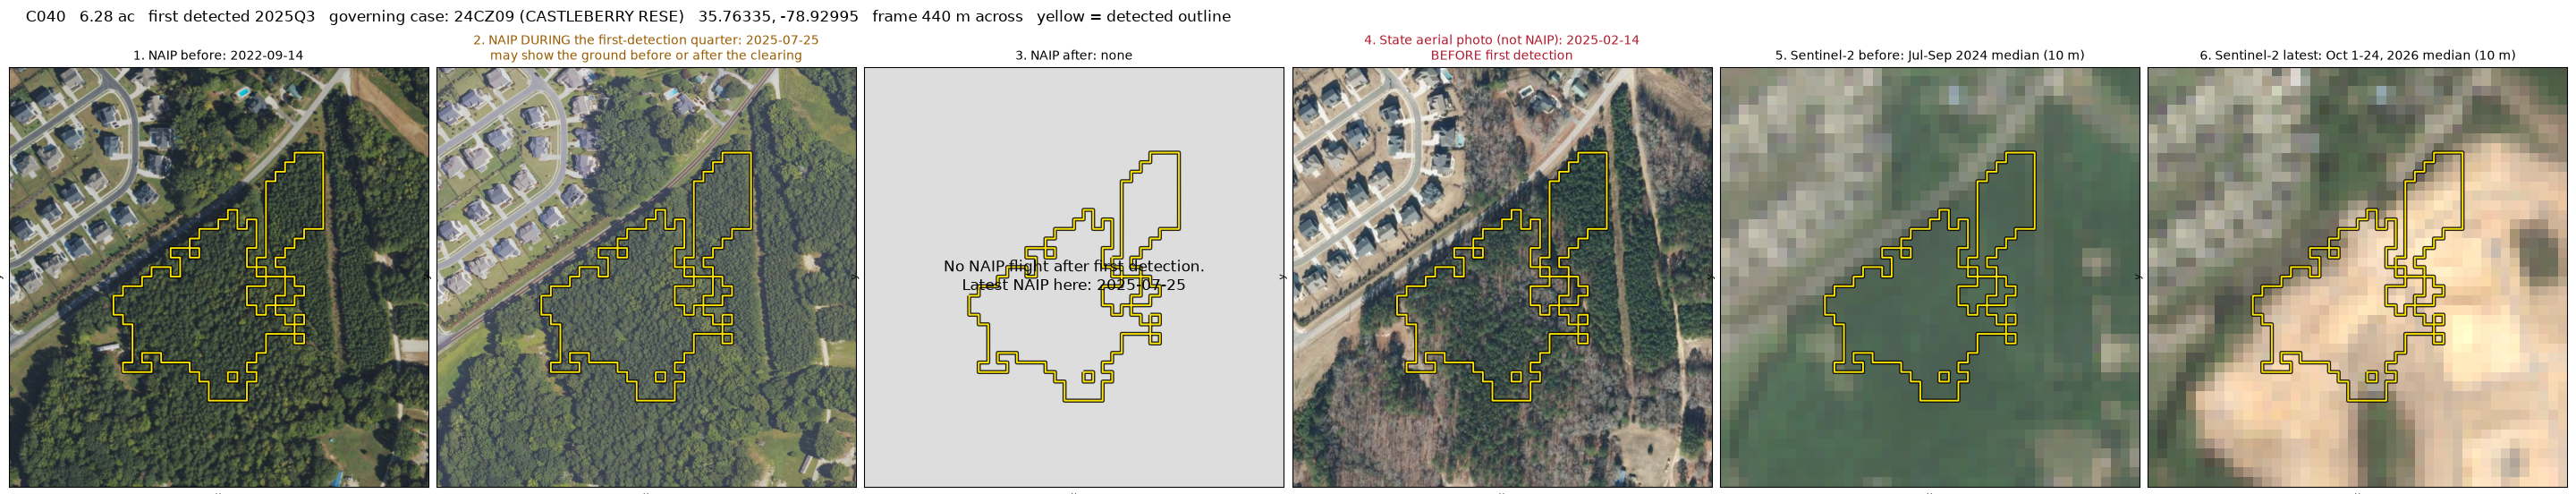 C040   6.28 ac   first detected 2025Q3   governing case: 24CZ09 (CASTLEBERRY RESE)   35.76335, -78.92995   frame 440 m across   yellow = detected outline
1. NAIP before: 2022-09-14
2. NAIP DURING the first-detection quarter: 2025-07-25
may show the ground before or after the clearing
3. NAIP after: none
4. State aerial photo (not NAIP): 2025-02-14
BEFORE first detection
5. Sentinel-2 before: Jul-Sep 2024 median (10 m)
6. Sentinel-2 latest: Oct 1-24, 2026 median (10 m)
No NAIP flight after first detection.
Latest NAIP here: 2025-07-25